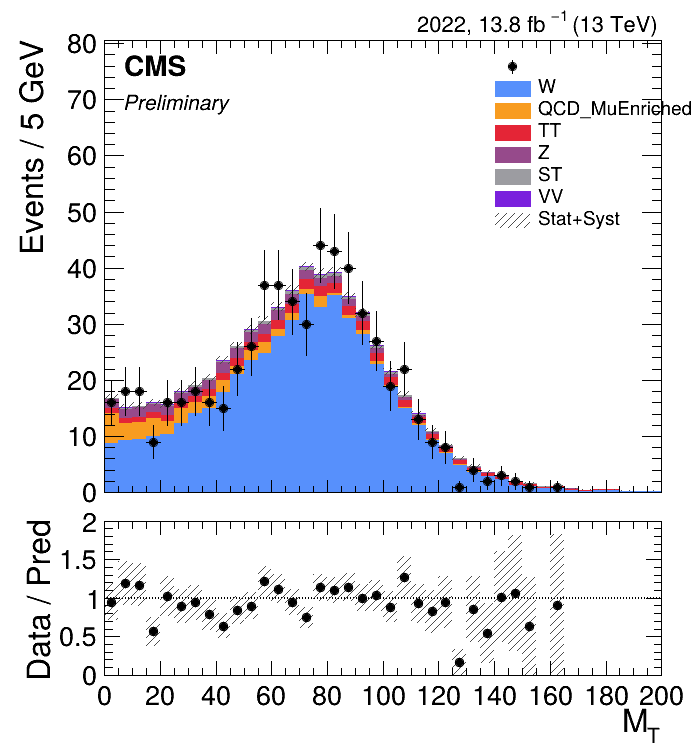 2022, 13.8 fb⁻¹ (13 TeV)
CMS
Preliminary
W
QCD_MuEnriched
TT
Z
ST
VV
Stat+Syst
Events / 5 GeV
80
70
60
50
40
30
20
10
0
Data / Pred
2
1.5
1
0.5
0
0 20 40 60 80 100 120 140 160 180 200
M_T